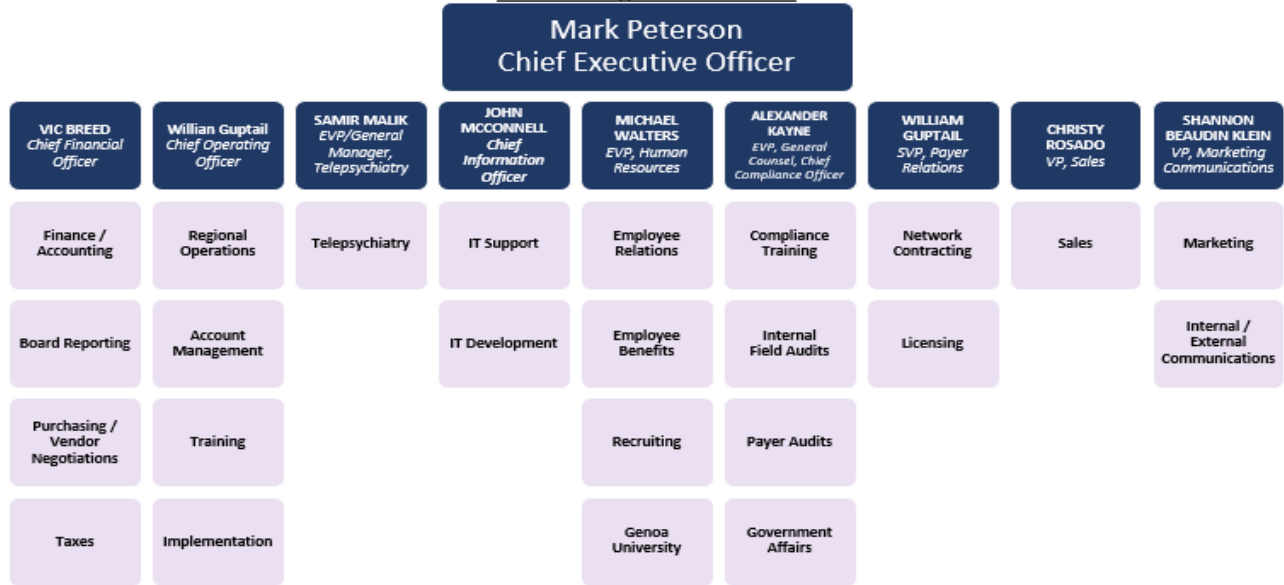 Mark Peterson
Chief Executive Officer
VIC BREED
Chief Financial
Officer
Willian Guptail
Chief Operating
Officer
SAMIR MALIK
EVP/General
Manager,
Telepsychiatry
JOHN
MCCONNELL
Chief
Information
Officer
MICHAEL
WALTERS
EVP, Human
Resources
ALEXANDER
KAYNE
EVP, General
Counsel, Chief
Compliance Officer
WILLIAM
GUPTAIL
SVP, Payer
Relations
CHRISTY
ROSADO
VP, Sales
SHANNON
BEAUDIN KLEIN
VP, Marketing
Communications
Finance /
Accounting
Regional
Operations
Telepsychiatry
IT Support
Employee
Relations
Compliance
Training
Network
Contracting
Sales
Marketing
Board Reporting
Account
Management
IT Development
Employee
Benefits
Internal
Field Audits
Licensing
Internal /
External
Communications
Purchasing /
Vendor
Negotiations
Training
Recruiting
Payer Audits
Taxes
Implementation
Genoa
University
Government
Affairs